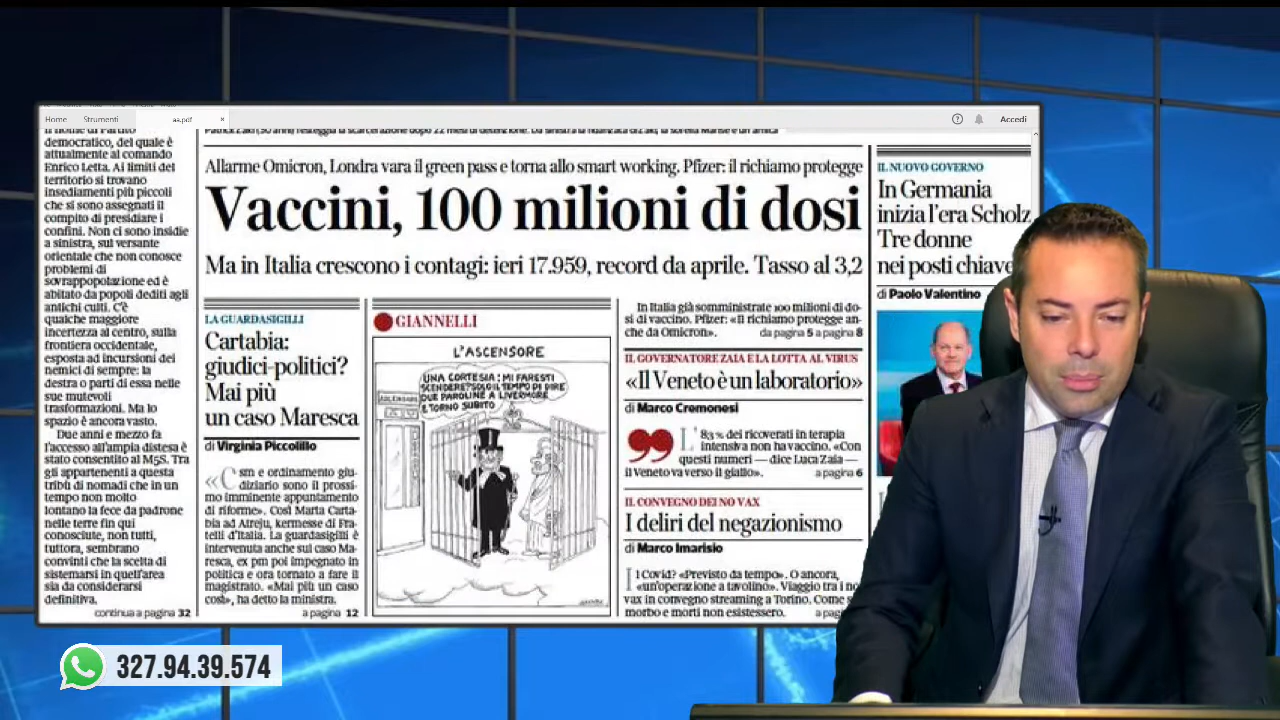 Home
Strumenti
aa.pdf
×
Accedi
democratico, del quale è
attualmente al comando
Enrico Letta. Ai limiti del
territorio si trovano
insediamenti più piccoli
che si sono assegnati il
compito di presidiare i
confini. Non ci sono insidie
a sinistra, sul versante
orientale che non conosce
problemi di
sovrappopolazione ed è
abitato da popoli dediti agli
antichi culti. C'è
qualche maggiore
incertezza al centro, sulla
frontiera occidentale,
esposta ad incursioni dei
nemici di sempre: la
destra o parti di essa nelle
sue mutevoli
trasformazioni. Ma lo
spazio è ancora vasto.
Due anni e mezzo fa
l'accesso all'ampia distesa è
stato consentito al M5S. Tra
gli appartenenti a questa
tribù di nomadi che in un
tempo non molto
lontano la fece da padrone
nelle terre fin qui
conosciute, non tutti,
tuttora, sembrano
convinti che la scelta di
sistemarsi in quell'area
sia da considerarsi
definitiva.
continua a pagina 32
Allarme Omicron, Londra vara il green pass e torna allo smart working. Pfizer: il richiamo protegge
Vaccini, 100 milioni di dosi
Ma in Italia crescono i contagi: ieri 17.959, record da aprile. Tasso al 3,2
LA GUARDASIGILLI
Cartabia:
giudici-politici?
Mai più
un caso Maresca
di Virginia Piccolillo
«Csm e ordinamento giu-
diziario sono il prossi-
mo imminente appuntamento
di riforme». Così Marta Carta-
bia ad Atreju, kermesse di Fra-
telli d'Italia. La guardasigilli è
intervenuta anche sul caso Ma-
resca, ex pm poi impegnato in
politica e ora tornato a fare il
magistrato. «Mai più un caso
così», ha detto la ministra.
a pagina 12
GIANNELLI
L'ASCENSORE
UNA CORTESIA: MI FARESTI
SCENDERE? SOLO IL TEMPO DI DIRE
DUE PAROLINE A LIVERMORE
E TORNO SUBITO
ASCENSORE
In Italia già somministrate 100 milioni di do-
si di vaccino. Pfizer: «Il richiamo protegge an-
che da Omicron».
da pagina 5 a pagina 8
IL GOVERNATORE ZAIA E LA LOTTA AL VIRUS
«Il Veneto è un laboratorio»
di Marco Cremonesi
L'83% dei ricoverati in terapia
intensiva non ha vaccino. «Con
questi numeri — dice Luca Zaia —
il Veneto va verso il giallo».
a pagina 6
IL CONVEGNO DEI NO VAX
I deliri del negazionismo
di Marco Imarisio
Il Covid? «Previsto da tempo». O ancora,
«un'operazione a tavolino». Viaggio tra i no
vax in convegno streaming a Torino. Come se
morbo e morti non esistessero.
IL NUOVO GOVERNO
In Germania
inizia l'era Scholz
Tre donne
nei posti chiave
di Paolo Valentino
327.94.39.574